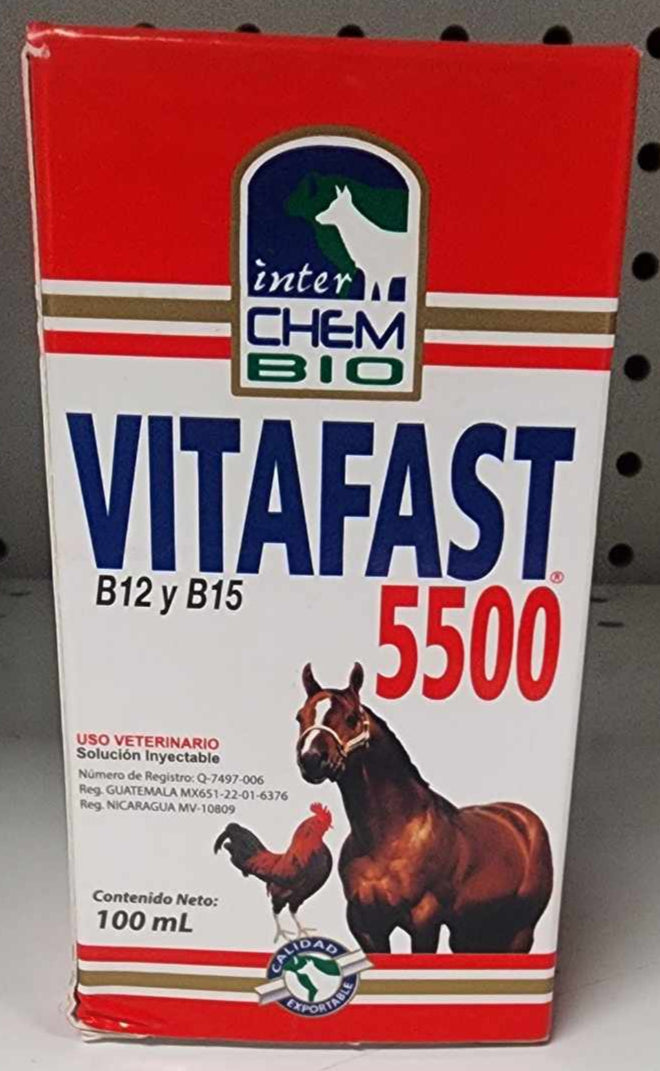 inter
CHEM
BIO
VITAFAST®
B12 y B15
5500
USO VETERINARIO
Solución Inyectable
Número de Registro: Q-7497-006
Reg. GUATEMALA MX651-22-01-6376
Reg. NICARAGUA MV-10809
Contenido Neto:
100 mL
CALIDAD
EXPORTABLE